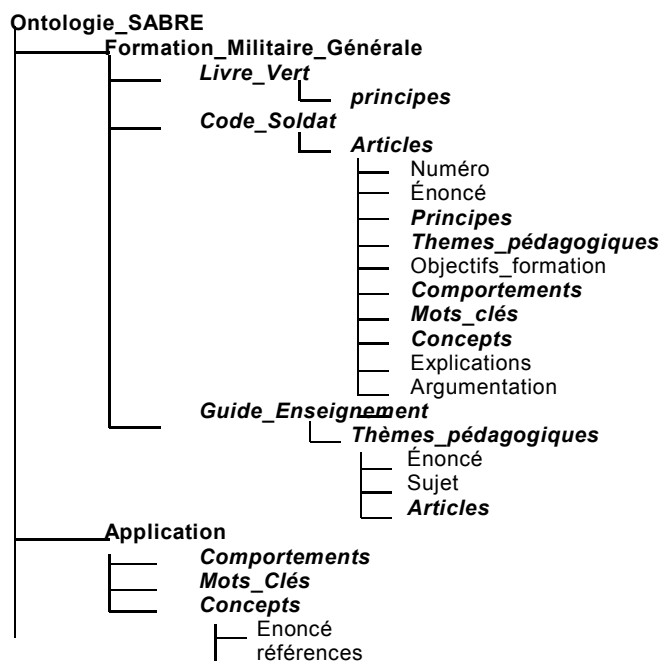 Ontologie_SABRE
Formation_Militaire_Générale
Livre_Vert
principes
Code_Soldat
Articles
Numéro
Énoncé
Principes
Themes_pédagogiques
Objectifs_formation
Comportements
Mots_clés
Concepts
Explications
Argumentation
Guide_Enseignement
Thèmes_pédagogiques
Énoncé
Sujet
Articles
Application
Comportements
Mots_Clés
Concepts
Enoncé
références